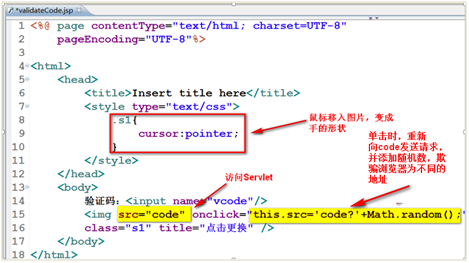 *validateCode.jsp
1 <%@ page contentType="text/html; charset=UTF-8"
2 pageEncoding="UTF-8"%>
3
4 <html>
5 <head>
6 <title>Insert title here</title>
7 <style type="text/css">
8 .s1{
9 cursor:pointer;
10 }
11 </style>
12 </head>
13 <body>
14 验证码：<input name="vcode"/>
15 <img src="code" onclick="this.src='code?'+Math.random();"
16 class="s1" title="点击更换" />
17 </body>
18 </html>
鼠标移入图片，变成
手的形状
单击时，重新
向code发送请求，
并添加随机数，欺
骗浏览器为不同的
地址
访问Servlet